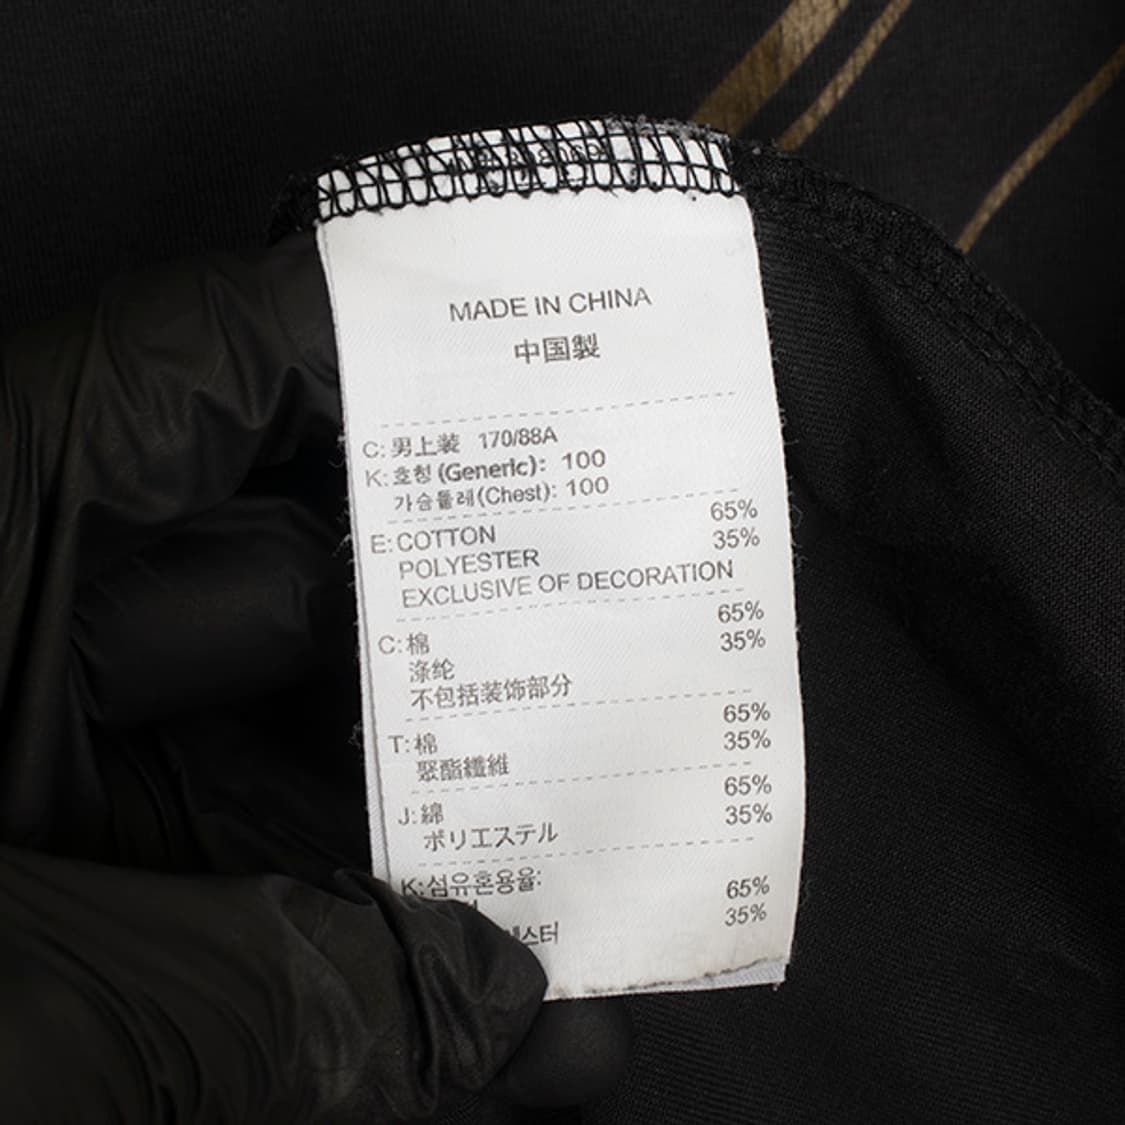 MADE IN CHINA
中国製
C: 男上装 170/88A
K: 호칭 (Generic): 100
가슴둘레(Chest): 100
E: COTTON 65%
POLYESTER 35%
EXCLUSIVE OF DECORATION
C: 棉 65%
涤纶 35%
不包括装饰部分
T: 棉 65%
聚酯纖維 35%
J: 綿 65%
ポリエステル 35%
K: 섬유혼용율:
65%
에스터 35%